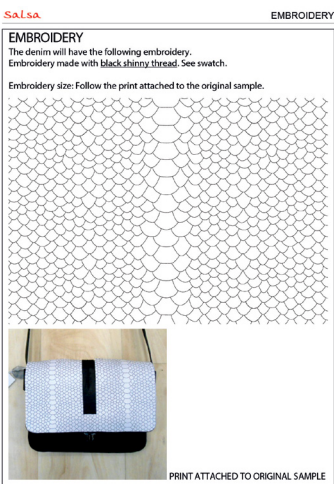 Salsa
EMBROIDERY
EMBROIDERY
The denim will have the following embroidery.
Embroidery made with black shinny thread. See swatch.
Embroidery size: Follow the print attached to the original sample.
PRINT ATTACHED TO ORIGINAL SAMPLE